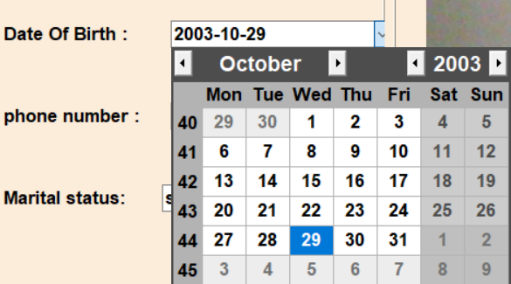 Date Of Birth : 2003-10-29
October 2003
Mon Tue Wed Thu Fri Sat Sun
40 29 30 1 2 3 4 5
phone number :
41 6 7 8 9 10 11 12
42 13 14 15 16 17 18 19
Marital status:
43 20 21 22 23 24 25 26
44 27 28 29 30 31 1 2
45 3 4 5 6 7 8 9